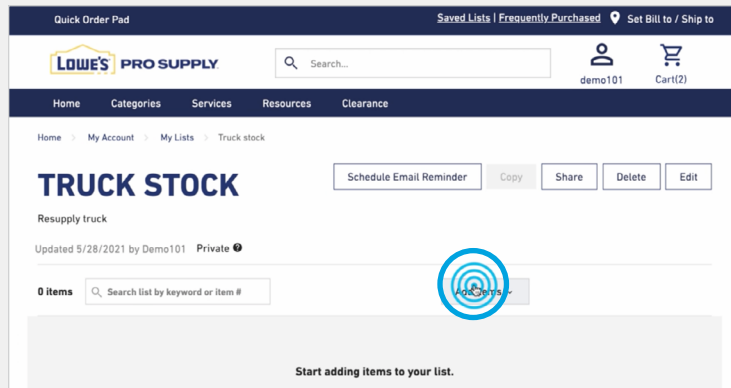 Quick Order Pad Saved Lists | Frequently Purchased Set Bill to / Ship to
LOWE'S PRO SUPPLY Search...
demo101 Cart(2)
Home Categories Services Resources Clearance
Home > My Account > My Lists > Truck stock
TRUCK STOCK Schedule Email Reminder Copy Share Delete Edit
Resupply truck
Updated 5/28/2021 by Demo101 Private ?
0 items Search list by keyword or item # Add Items
Start adding items to your list.